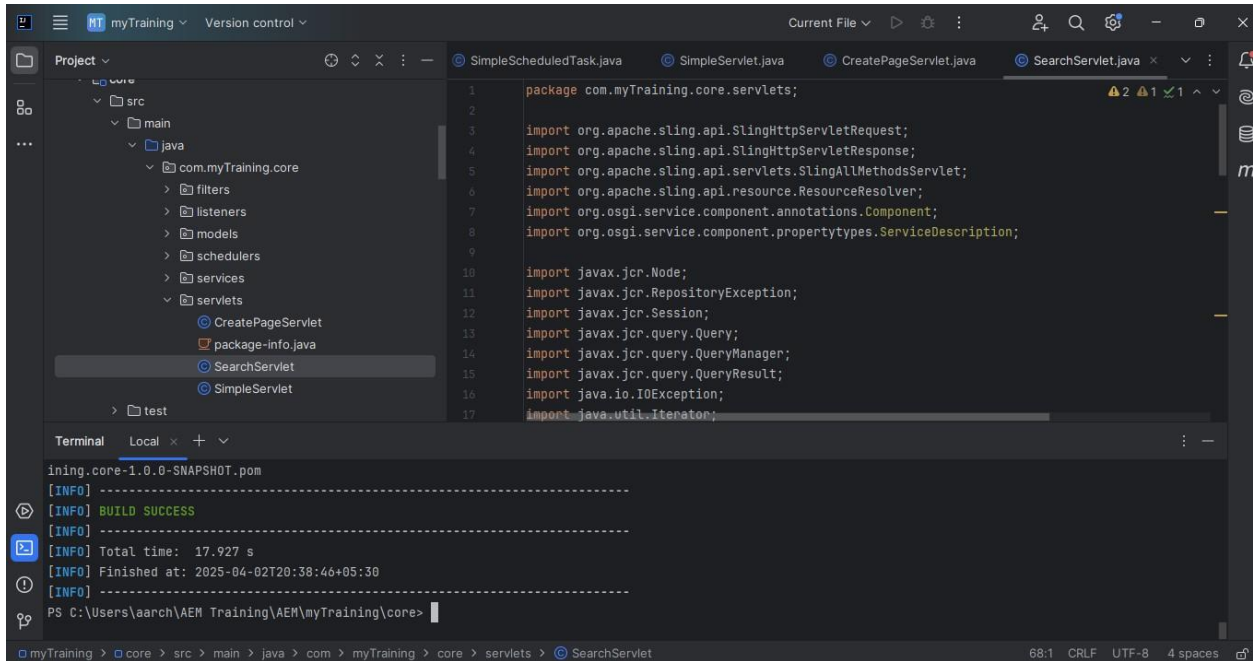 MT myTraining Version control Current File
Project
core
src
main
java
com.myTraining.core
filters
listeners
models
schedulers
services
servlets
CreatePageServlet
package-info.java
SearchServlet
SimpleServlet
test
SimpleScheduledTask.java SimpleServlet.java CreatePageServlet.java SearchServlet.java
2 1 1
1 package com.myTraining.core.servlets;
2
3 import org.apache.sling.api.SlingHttpServletRequest;
4 import org.apache.sling.api.SlingHttpServletResponse;
5 import org.apache.sling.api.servlets.SlingAllMethodsServlet;
6 import org.apache.sling.api.resource.ResourceResolver;
7 import org.osgi.service.component.annotations.Component;
8 import org.osgi.service.component.propertytypes.ServiceDescription;
9
10 import javax.jcr.Node;
11 import javax.jcr.RepositoryException;
12 import javax.jcr.Session;
13 import javax.jcr.query.Query;
14 import javax.jcr.query.QueryManager;
15 import javax.jcr.query.QueryResult;
16 import java.io.IOException;
17 import java.util.Iterator;
m
Terminal Local
ining.core-1.0.0-SNAPSHOT.pom
[INFO] ------------------------------------------------------------------------
[INFO] BUILD SUCCESS
[INFO] ------------------------------------------------------------------------
[INFO] Total time:  17.927 s
[INFO] Finished at: 2025-04-02T20:38:46+05:30
[INFO] ------------------------------------------------------------------------
PS C:\Users\aarch\AEM Training\AEM\myTraining\core>
myTraining > core > src > main > java > com > myTraining > core > servlets > SearchServlet 68:1 CRLF UTF-8 4 spaces